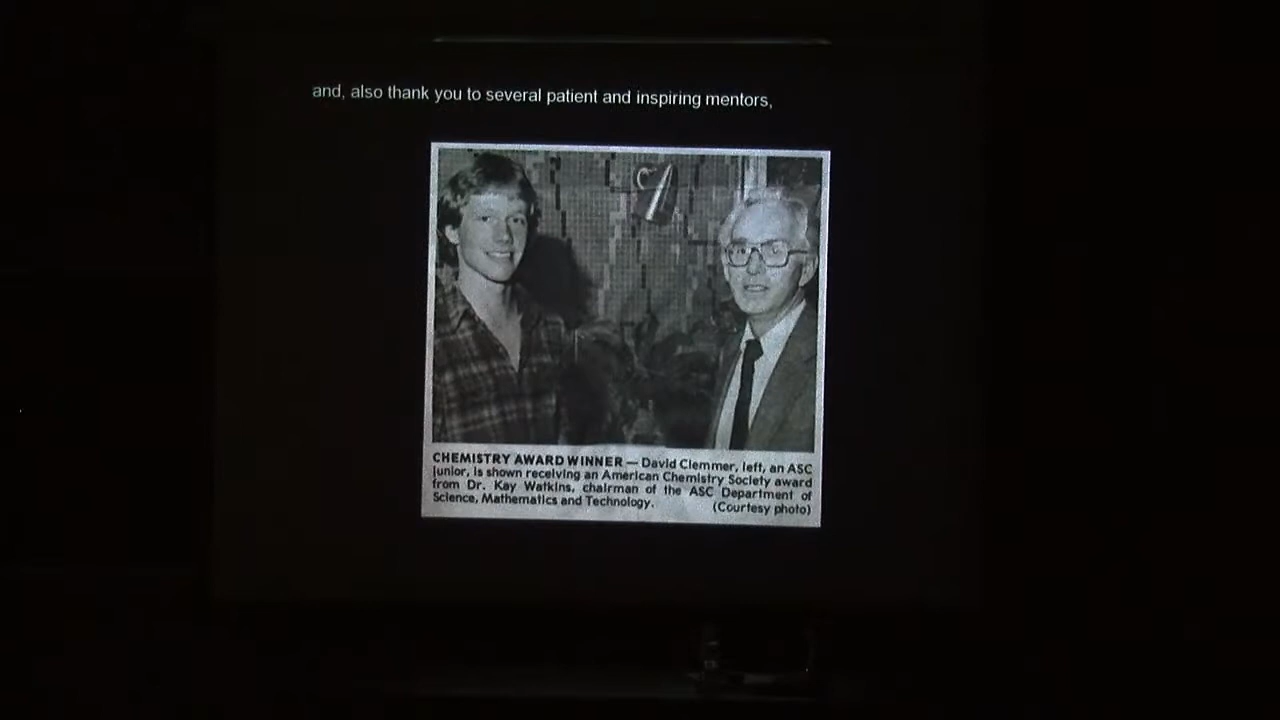 and, also thank you to several patient and inspiring mentors,
CHEMISTRY AWARD WINNER — David Clemmer, left, an ASC
junior, is shown receiving an American Chemistry Society award
from Dr. Kay Watkins, chairman of the ASC Department of
Science, Mathematics and Technology. (Courtesy photo)